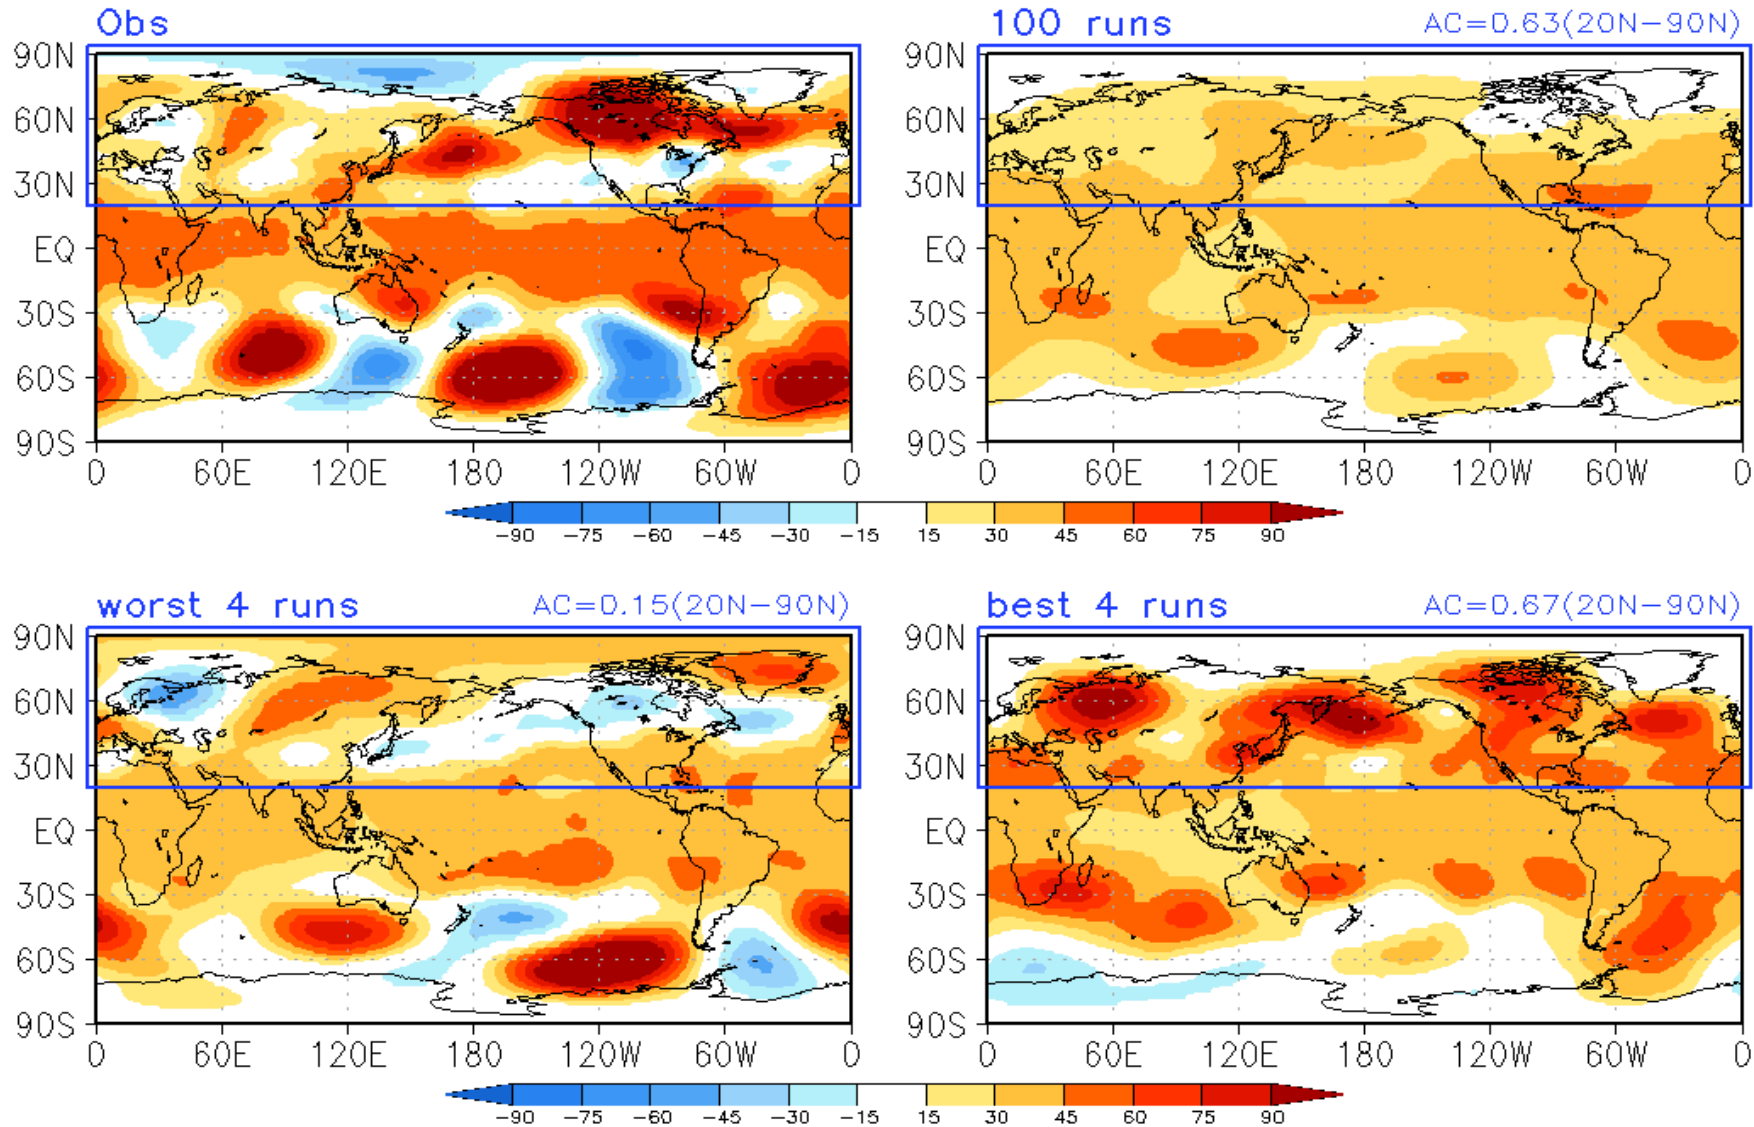 Obs
100 runs AC=0.63(20N−90N)
90N
60N
30N
EQ
30S
60S
90S
0 60E 120E 180 120W 60W 0
90N
60N
30N
EQ
30S
60S
90S
0 60E 120E 180 120W 60W 0
−90 −75 −60 −45 −30 −15 15 30 45 60 75 90
worst 4 runs AC=0.15(20N−90N)
best 4 runs AC=0.67(20N−90N)
90N
60N
30N
EQ
30S
60S
90S
0 60E 120E 180 120W 60W 0
90N
60N
30N
EQ
30S
60S
90S
0 60E 120E 180 120W 60W 0
−90 −75 −60 −45 −30 −15 15 30 45 60 75 90